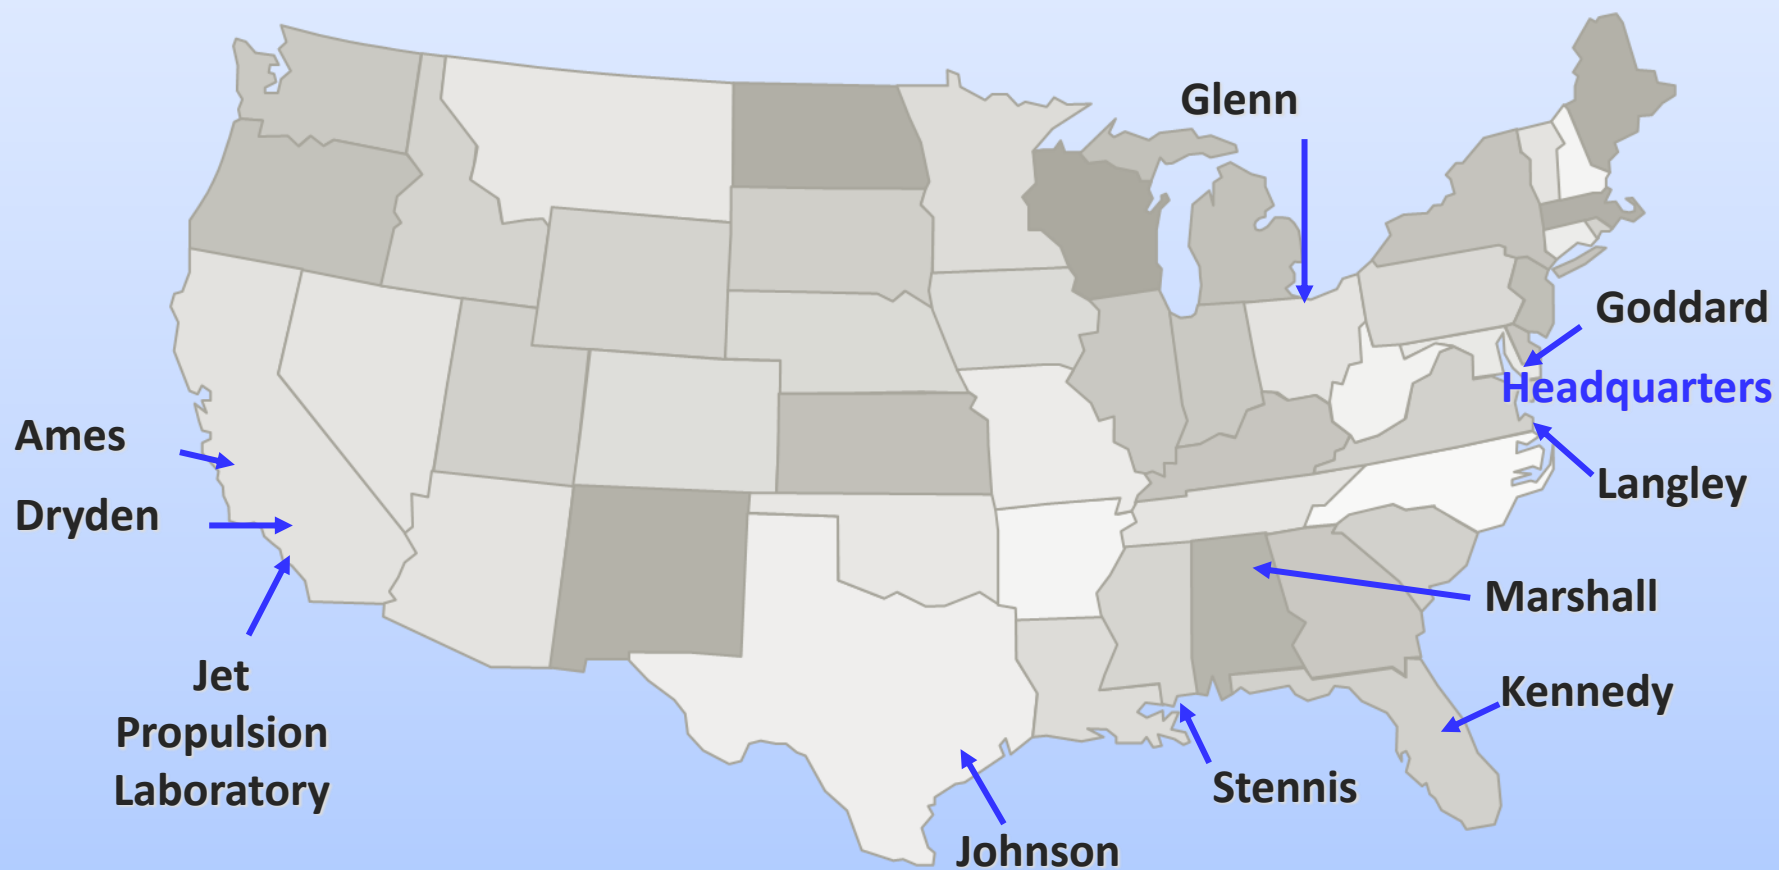 Glenn
Goddard
Headquarters
Ames
Langley
Dryden
Marshall
Jet
Propulsion
Laboratory
Kennedy
Stennis
Johnson